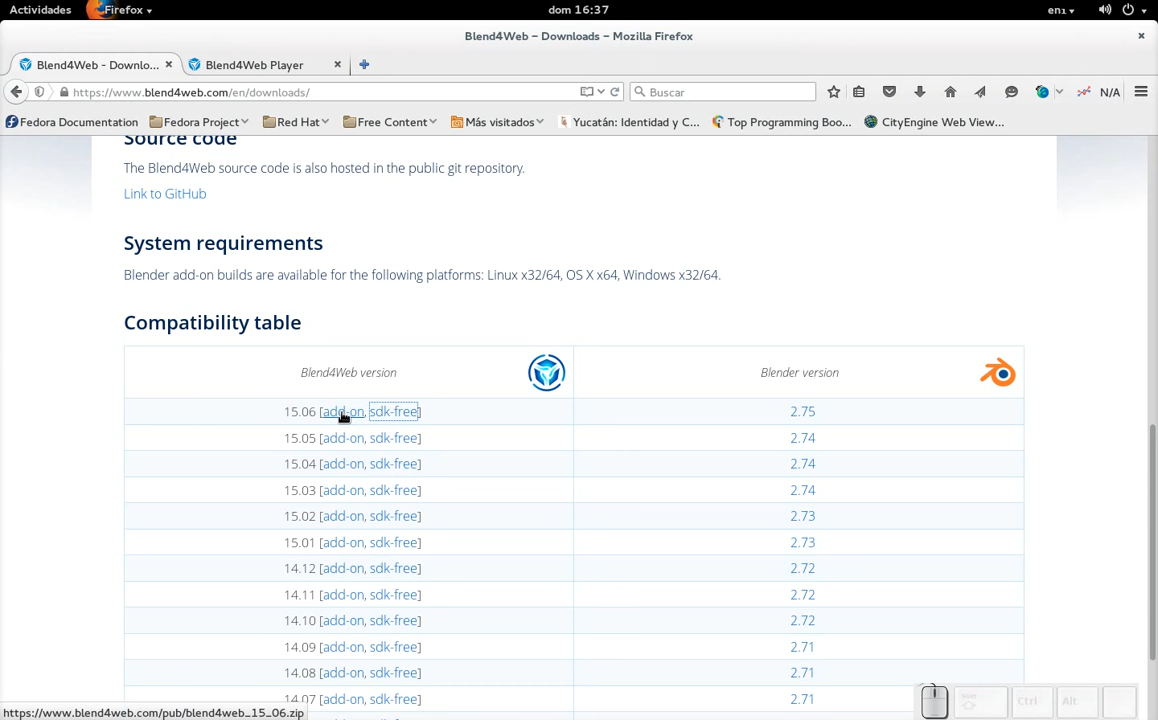 Actividades Firefox dom 16:37 en1
Blend4Web – Downloads – Mozilla Firefox
Blend4Web - Downlo... Blend4Web Player
https://www.blend4web.com/en/downloads/ Buscar N/A
Fedora Documentation Fedora Project Red Hat Free Content Más visitados Yucatán: Identidad y C... Top Programming Boo... CityEngine Web View...
Source code
The Blend4Web source code is also hosted in the public git repository.
Link to GitHub
System requirements
Blender add-on builds are available for the following platforms: Linux x32/64, OS X x64, Windows x32/64.
Compatibility table
Blend4Web version Blender version
15.06 [add-on, sdk-free] 2.75
15.05 [add-on, sdk-free] 2.74
15.04 [add-on, sdk-free] 2.74
15.03 [add-on, sdk-free] 2.74
15.02 [add-on, sdk-free] 2.73
15.01 [add-on, sdk-free] 2.73
14.12 [add-on, sdk-free] 2.72
14.11 [add-on, sdk-free] 2.72
14.10 [add-on, sdk-free] 2.72
14.09 [add-on, sdk-free] 2.71
14.08 [add-on, sdk-free] 2.71
14.07 [add-on, sdk-free] 2.71
https://www.blend4web.com/pub/blend4web_15_06.zip Ctrl Alt